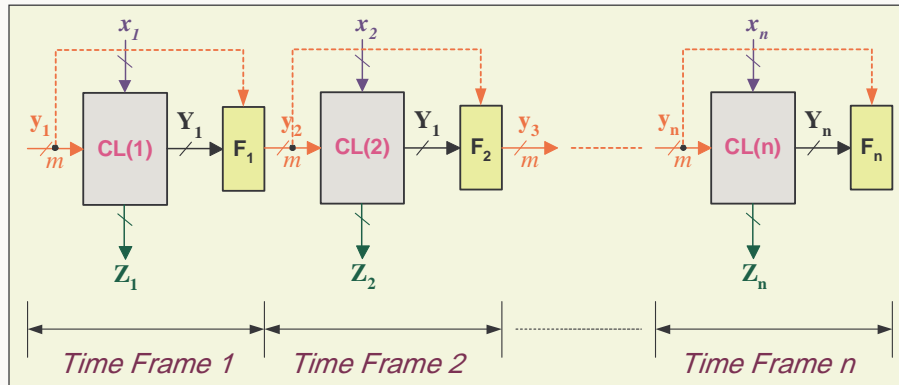 x1 x2 xn
y1 m CL(1) Y1 F1 y2 m CL(2) Y1 F2 y3 m yn m CL(n) Yn Fn
Z1 Z2 Zn
Time Frame 1 Time Frame 2 Time Frame n